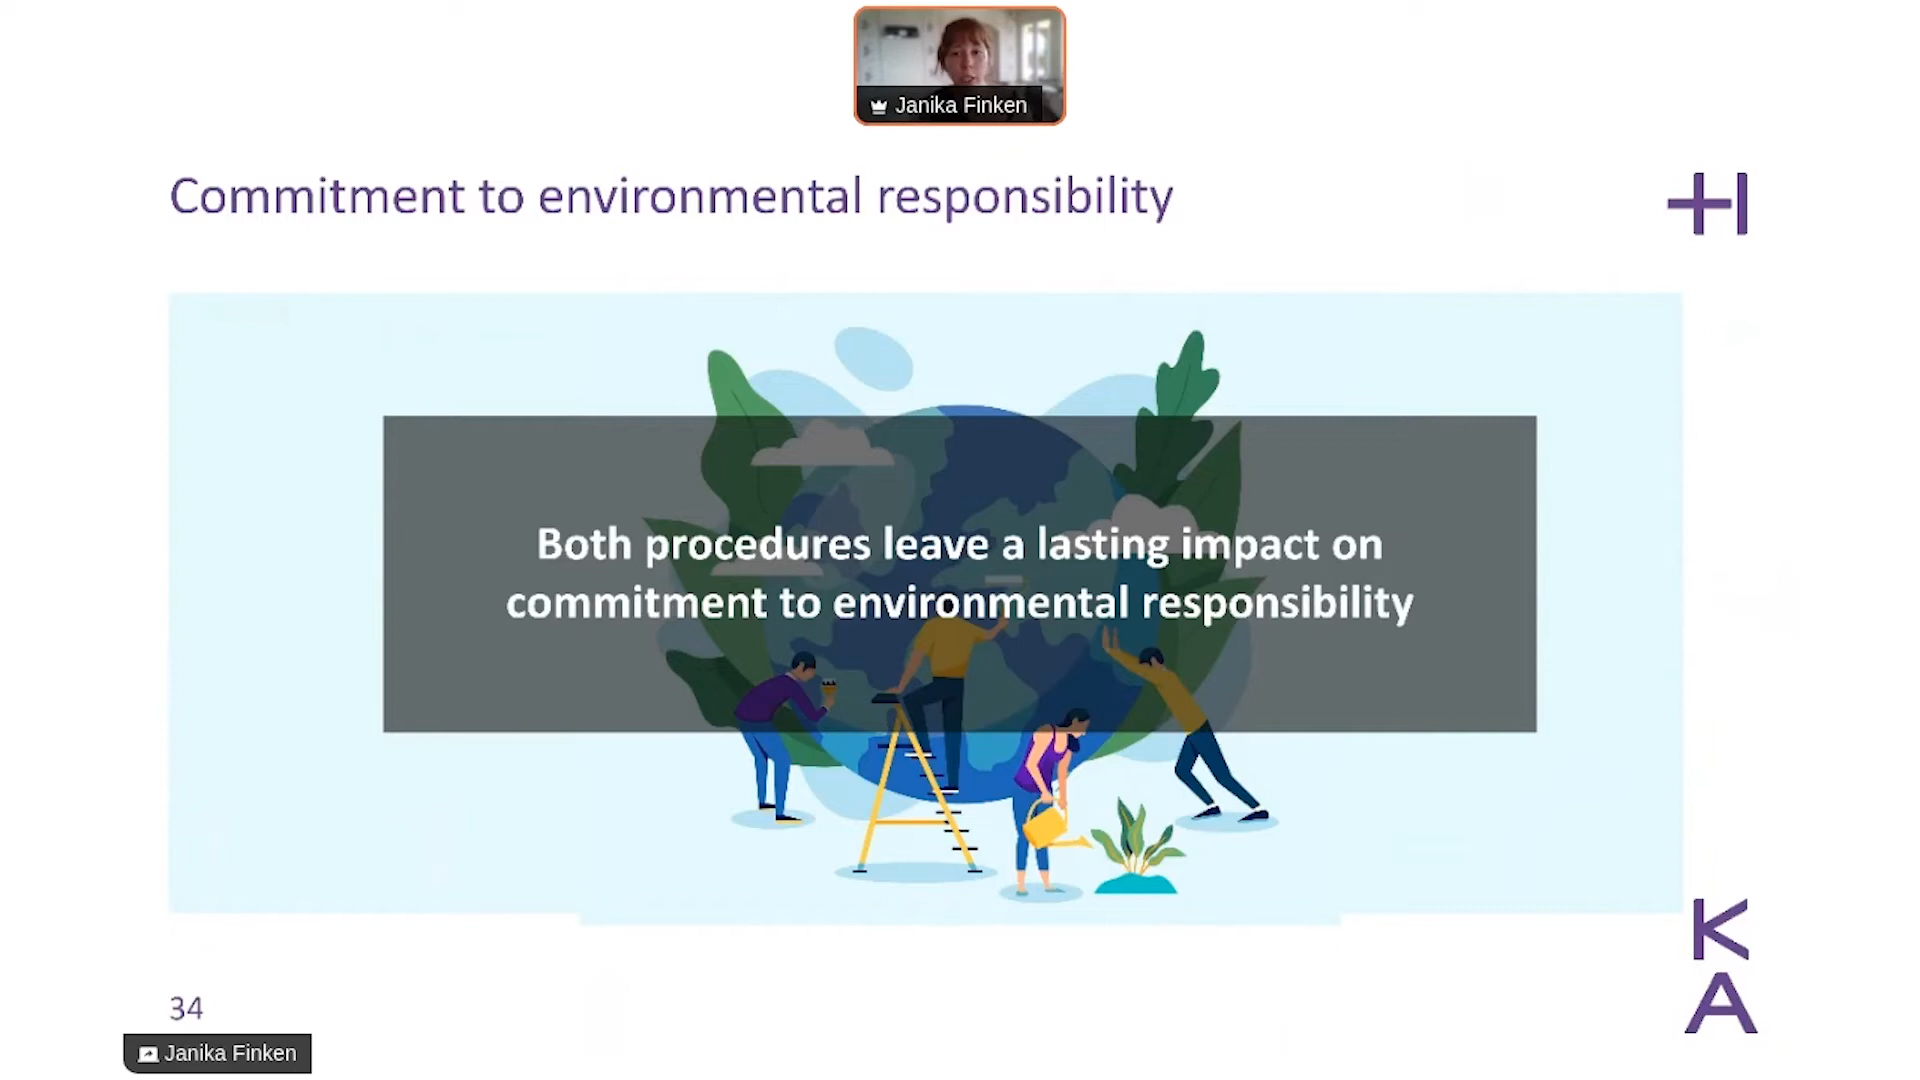 Janika Finken
Commitment to environmental responsibility
H
Both procedures leave a lasting impact on
commitment to environmental responsibility
K
A
34
Janika Finken